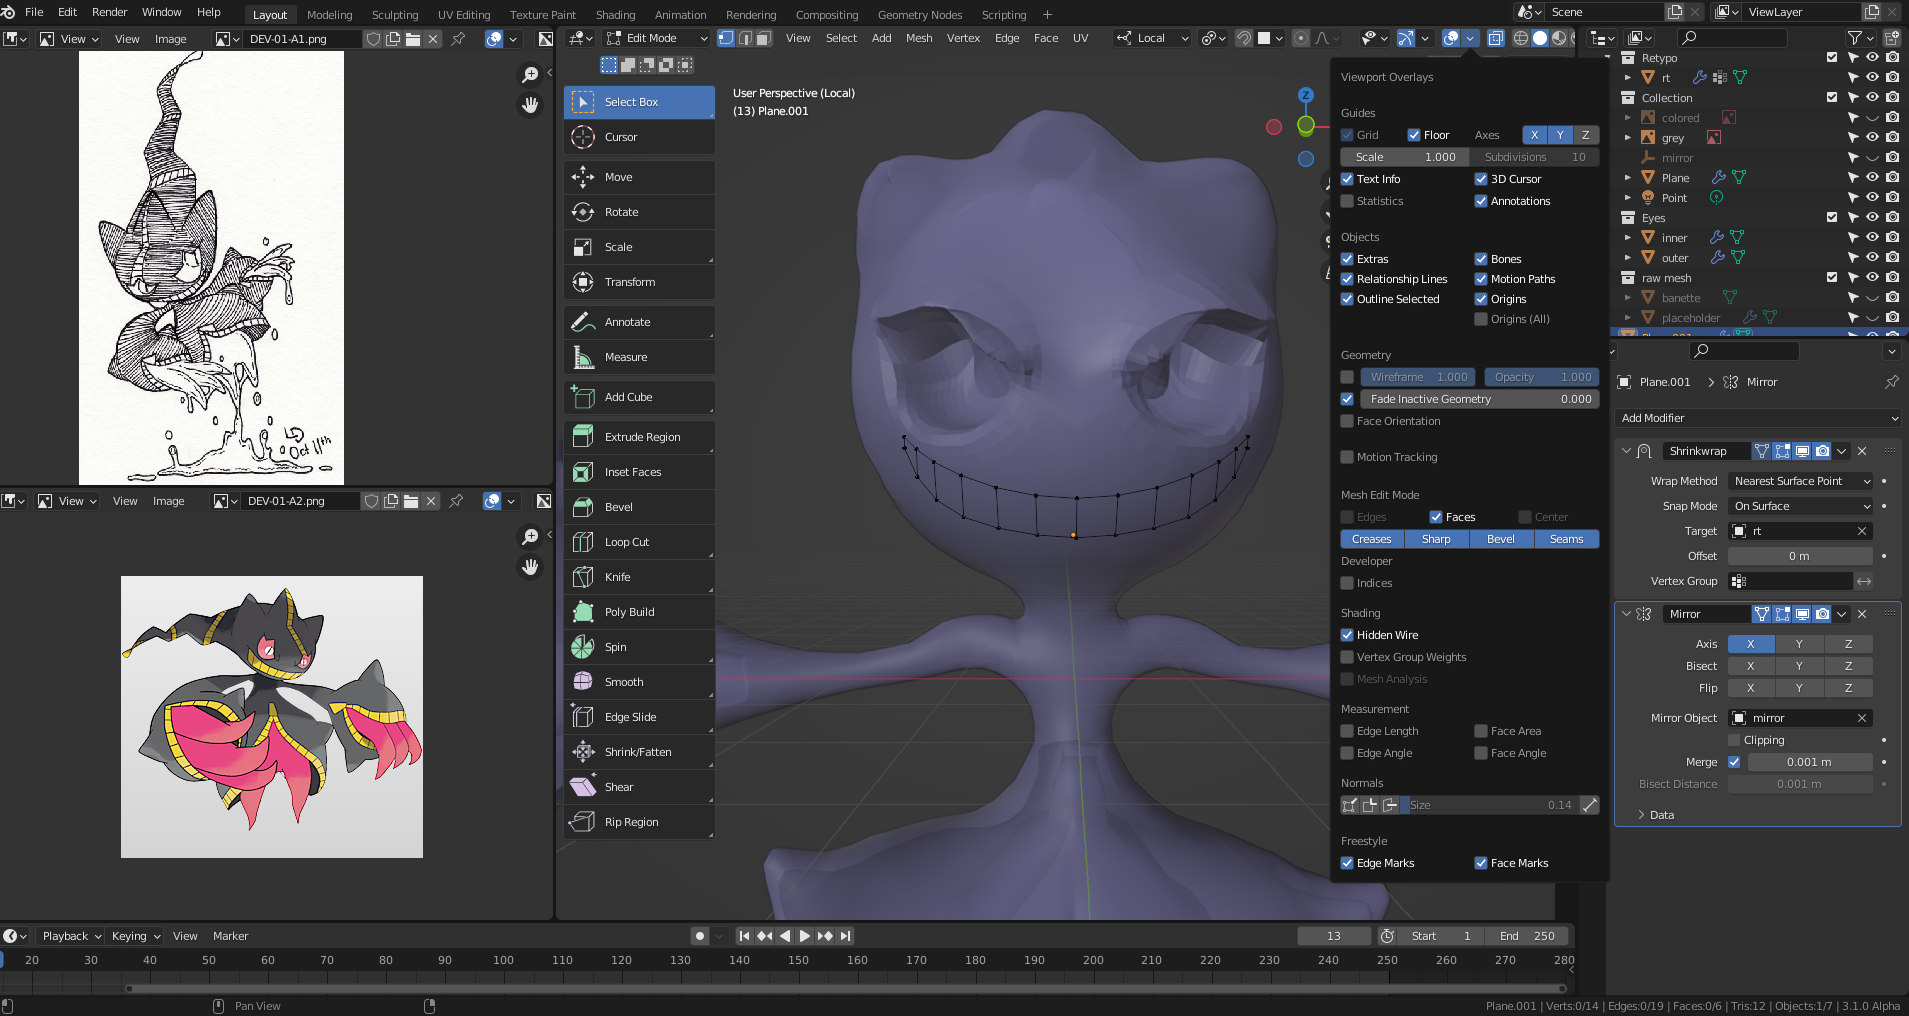 File Edit Render Window Help
Layout Modeling Sculpting UV Editing Texture Paint Shading Animation Rendering Compositing Geometry Nodes Scripting +
Scene
ViewLayer
View View Image DEV-01-A1.png
LD
Oct 11th
View View Image DEV-01-A2.png
Edit Mode View Select Add Mesh Vertex Edge Face UV Local
Select Box
Cursor
Move
Rotate
Scale
Transform
Annotate
Measure
Add Cube
Extrude Region
Inset Faces
Bevel
Loop Cut
Knife
Poly Build
Spin
Smooth
Edge Slide
Shrink/Fatten
Shear
Rip Region
User Perspective (Local)
(13) Plane.001
Z
Viewport Overlays
Guides
Grid Floor Axes X Y Z
Scale 1.000 Subdivisions 10
Text Info 3D Cursor
Statistics Annotations
Objects
Extras Bones
Relationship Lines Motion Paths
Outline Selected Origins
Origins (All)
Geometry
Wireframe 1.000 Opacity 1.000
Fade Inactive Geometry 0.000
Face Orientation
Motion Tracking
Mesh Edit Mode
Edges Faces Center
Creases Sharp Bevel Seams
Developer
Indices
Shading
Hidden Wire
Vertex Group Weights
Mesh Analysis
Measurement
Edge Length Face Area
Edge Angle Face Angle
Normals
Size 0.14
Freestyle
Edge Marks Face Marks
Retypo
rt
Collection
colored
grey
mirror
Plane
Point
Eyes
inner
outer
raw mesh
banette
placeholder
Plane.001 > Mirror
Add Modifier
Shrinkwrap
Wrap Method Nearest Surface Point
Snap Mode On Surface
Target rt
Offset 0 m
Vertex Group
Mirror
Axis X Y Z
Bisect X Y Z
Flip X Y Z
Mirror Object mirror
Clipping
Merge 0.001 m
Bisect Distance 0.001 m
Data
Playback Keying View Marker
13 Start 1 End 250
20 30 40 50 60 70 80 90 100 110 120 130 140 150 160 170 180 190 200 210 220 230 240 250 260 270 280
Pan View
Plane.001 | Verts:0/14 | Edges:0/19 | Faces:0/6 | Tris:12 | Objects:1/7 | 3.1.0 Alpha